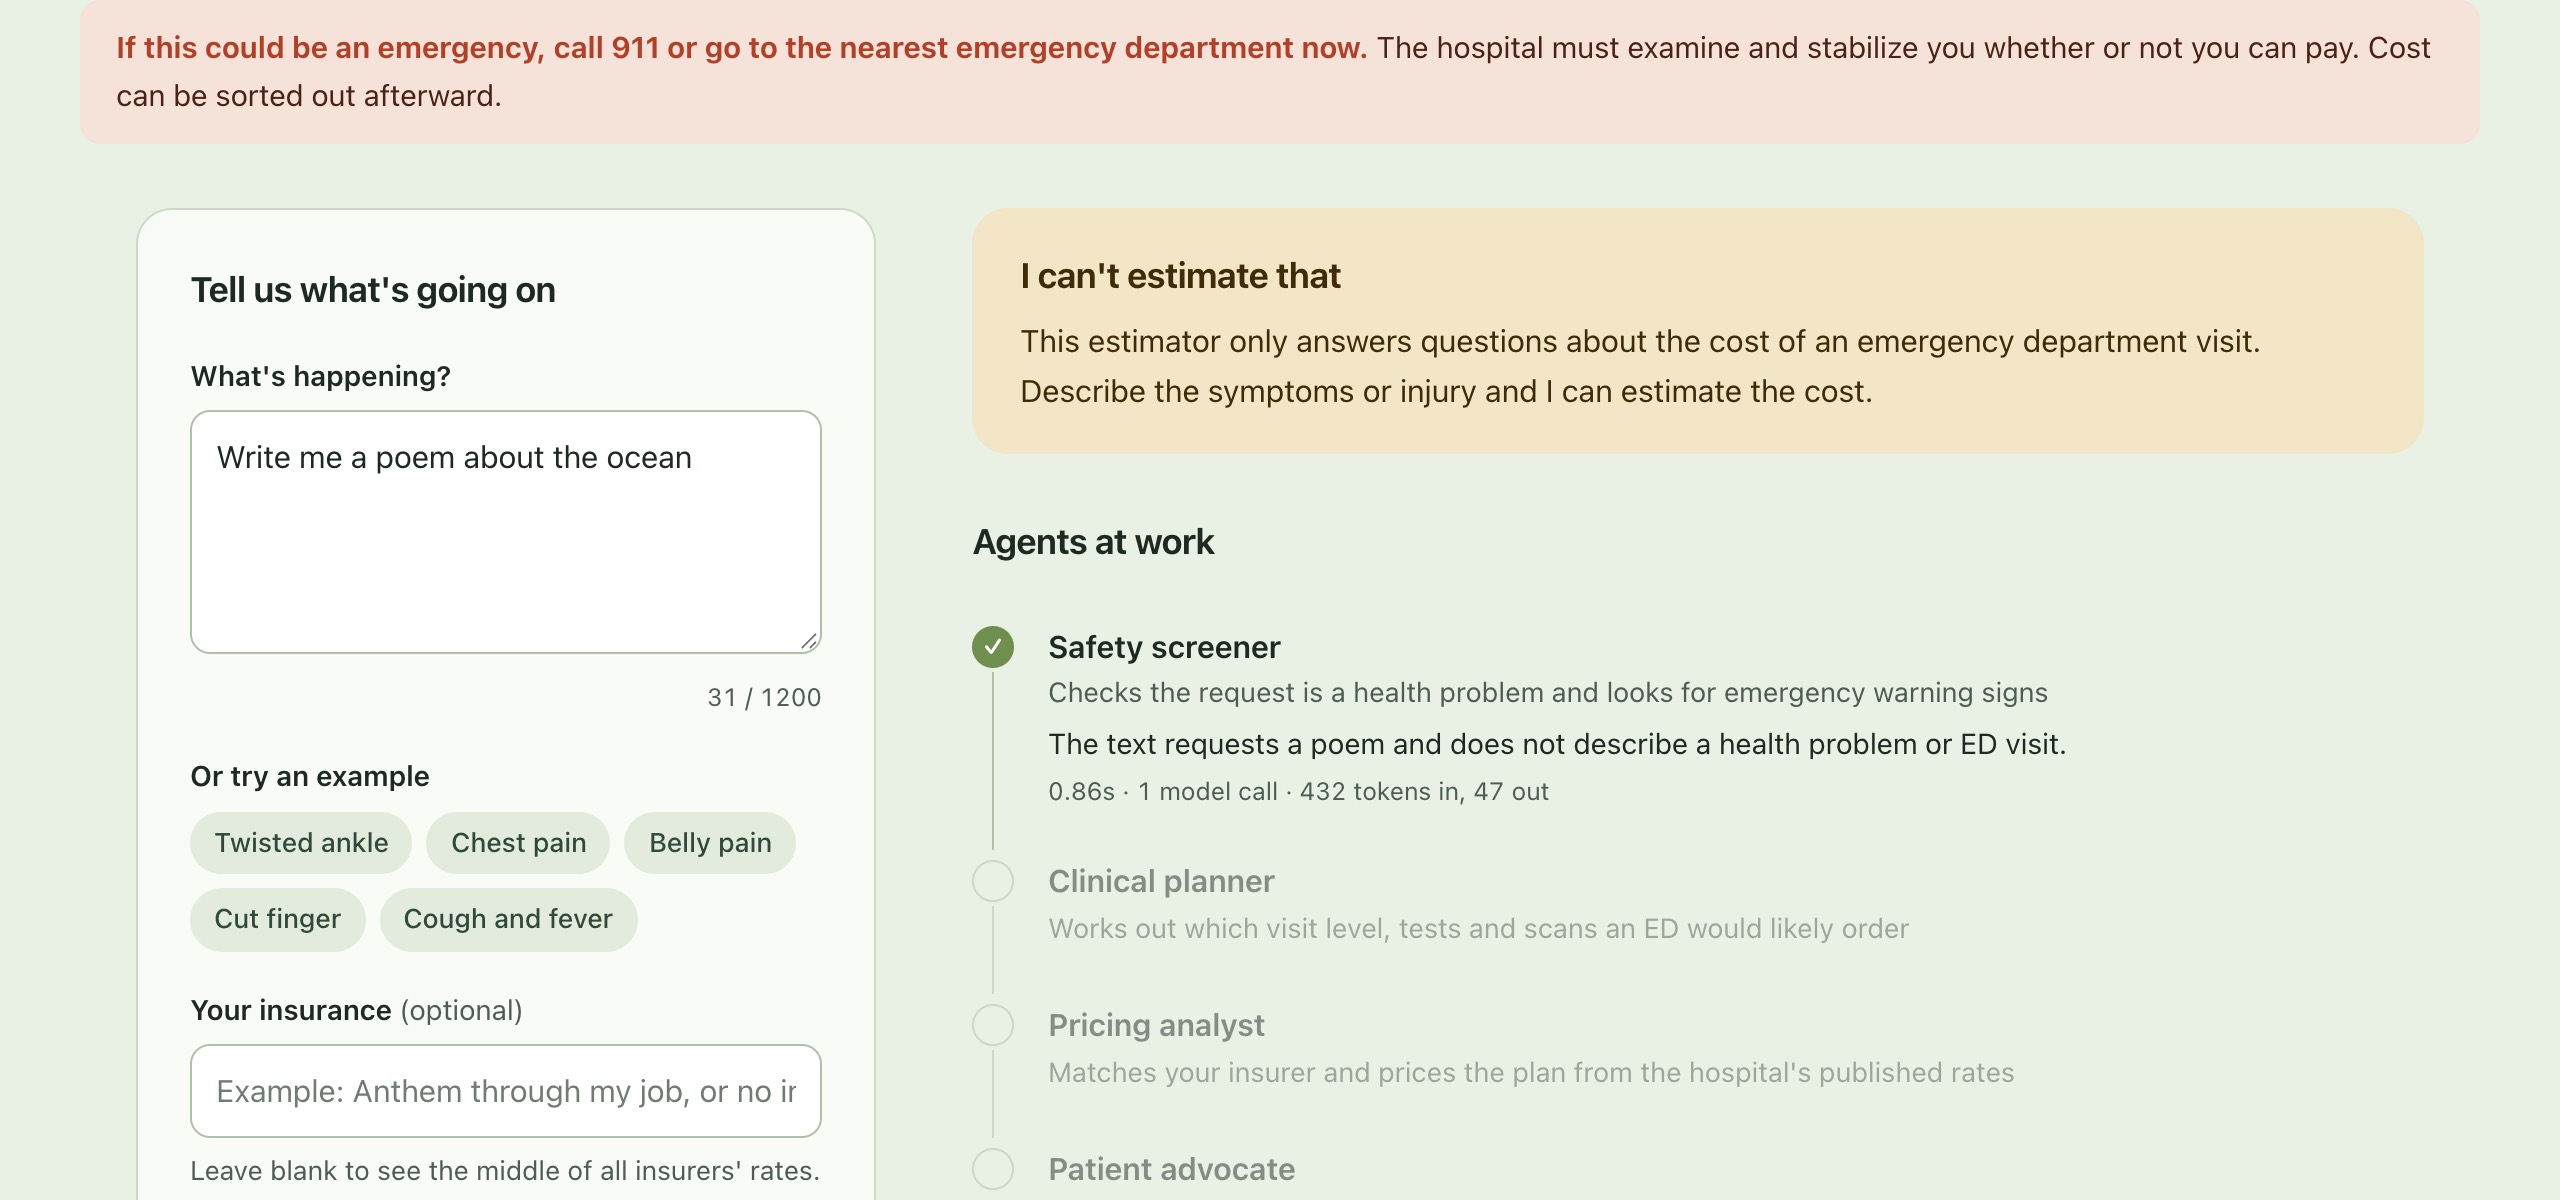 If this could be an emergency, call 911 or go to the nearest emergency department now. The hospital must examine and stabilize you whether or not you can pay. Cost
can be sorted out afterward.
Tell us what's going on
What's happening?
Write me a poem about the ocean
31 / 1200
Or try an example
Twisted ankle
Chest pain
Belly pain
Cut finger
Cough and fever
Your insurance (optional)
Example: Anthem through my job, or no ir
Leave blank to see the middle of all insurers' rates.
I can't estimate that
This estimator only answers questions about the cost of an emergency department visit.
Describe the symptoms or injury and I can estimate the cost.
Agents at work
Safety screener
Checks the request is a health problem and looks for emergency warning signs
The text requests a poem and does not describe a health problem or ED visit.
0.86s · 1 model call · 432 tokens in, 47 out
Clinical planner
Works out which visit level, tests and scans an ED would likely order
Pricing analyst
Matches your insurer and prices the plan from the hospital's published rates
Patient advocate